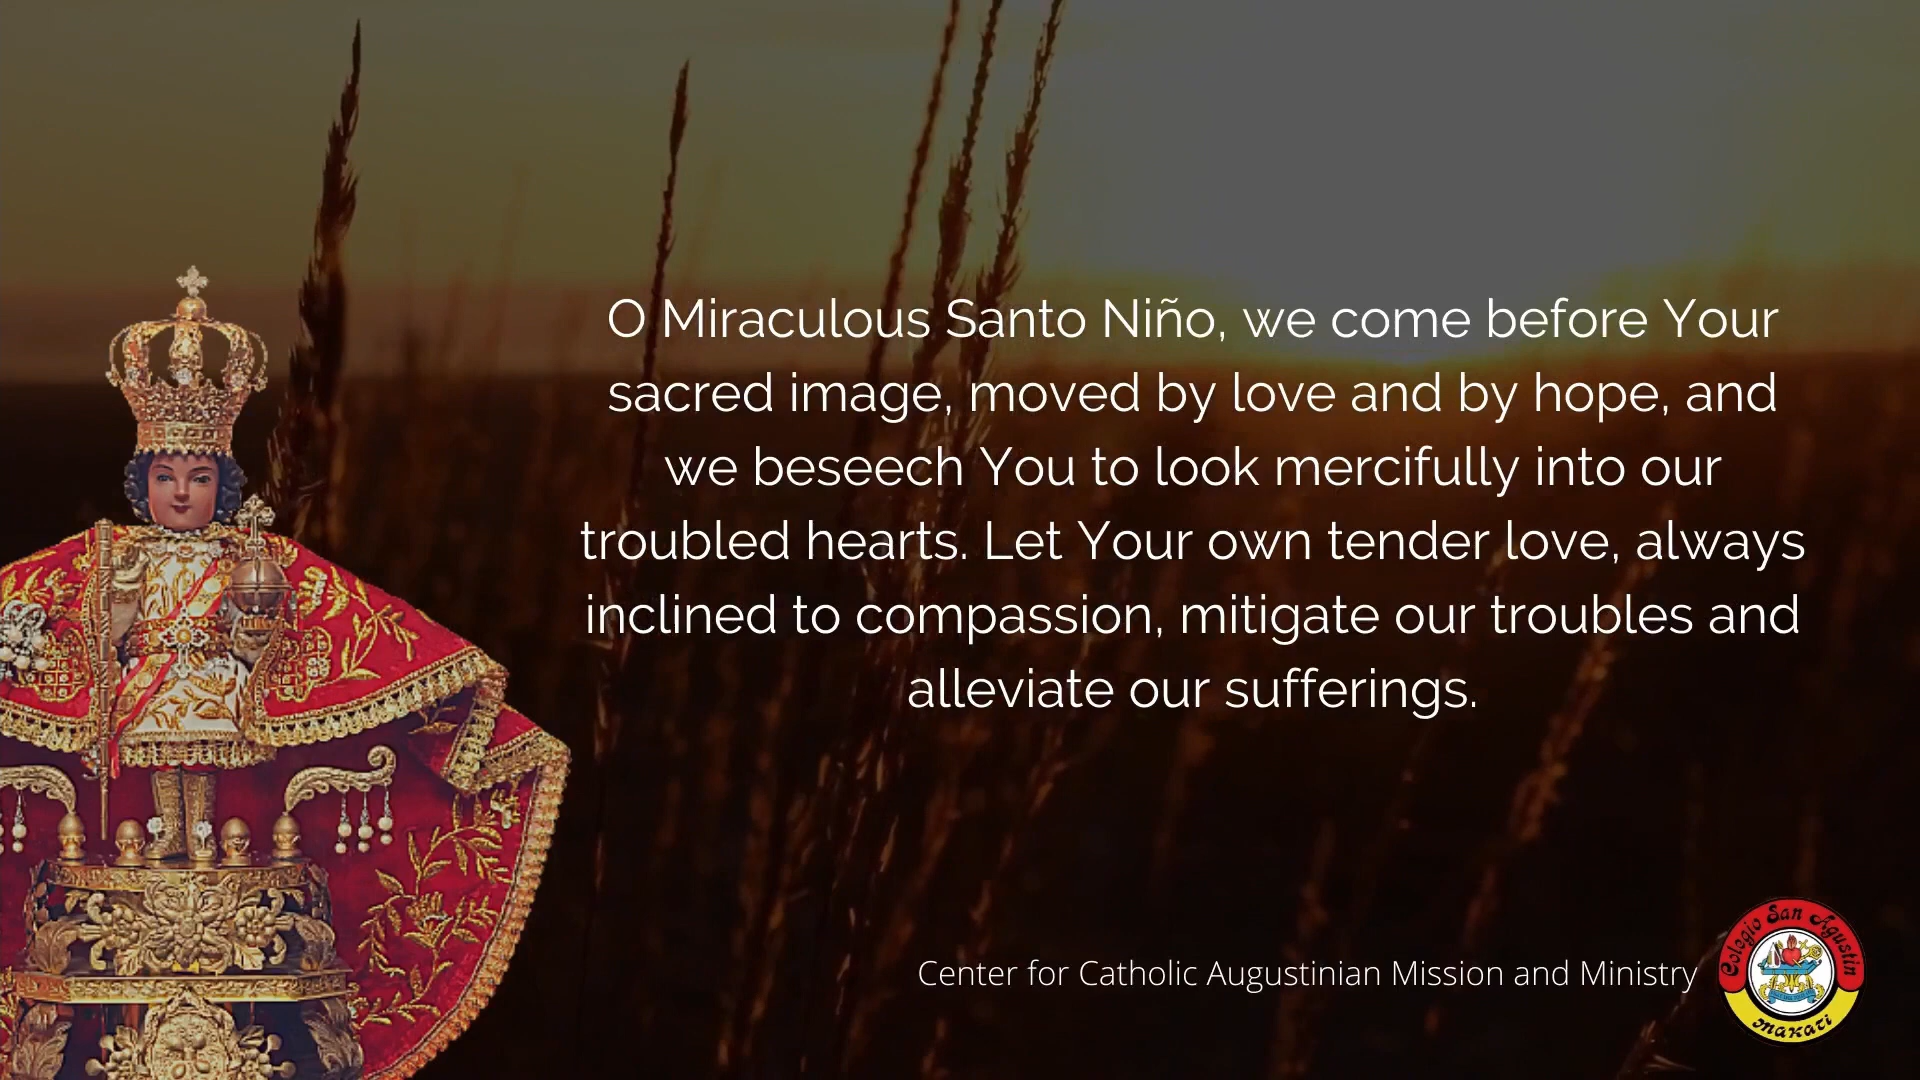 O Miraculous Santo Niño, we come before Your
sacred image, moved by love and by hope, and
we beseech You to look mercifully into our
troubled hearts. Let Your own tender love, always
inclined to compassion, mitigate our troubles and
alleviate our sufferings.
Center for Catholic Augustinian Mission and Ministry
Colegio San Agustin
Makati